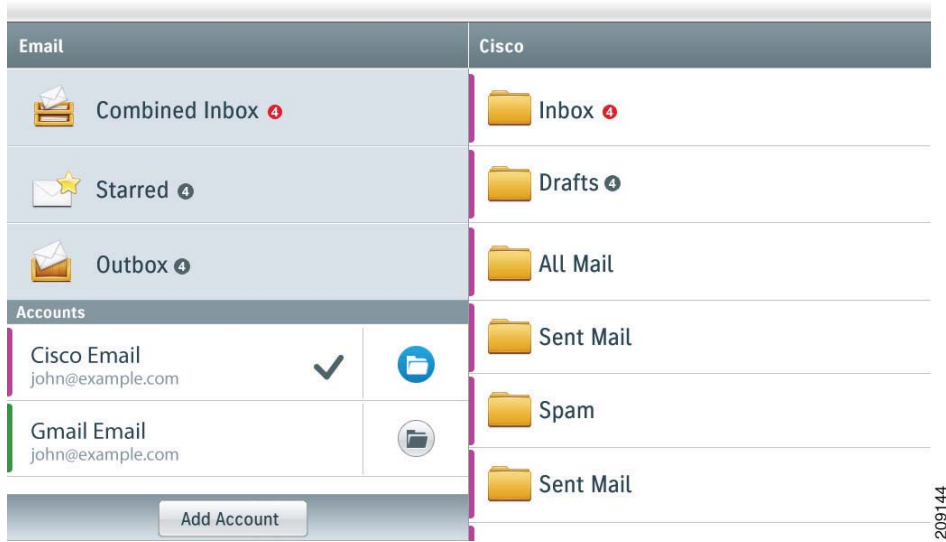 Email
Combined Inbox 4
Starred 4
Outbox 4
Accounts
Cisco Email
john@example.com
Gmail Email
john@example.com
Add Account
Cisco
Inbox 4
Drafts 4
All Mail
Sent Mail
Spam
Sent Mail
209144